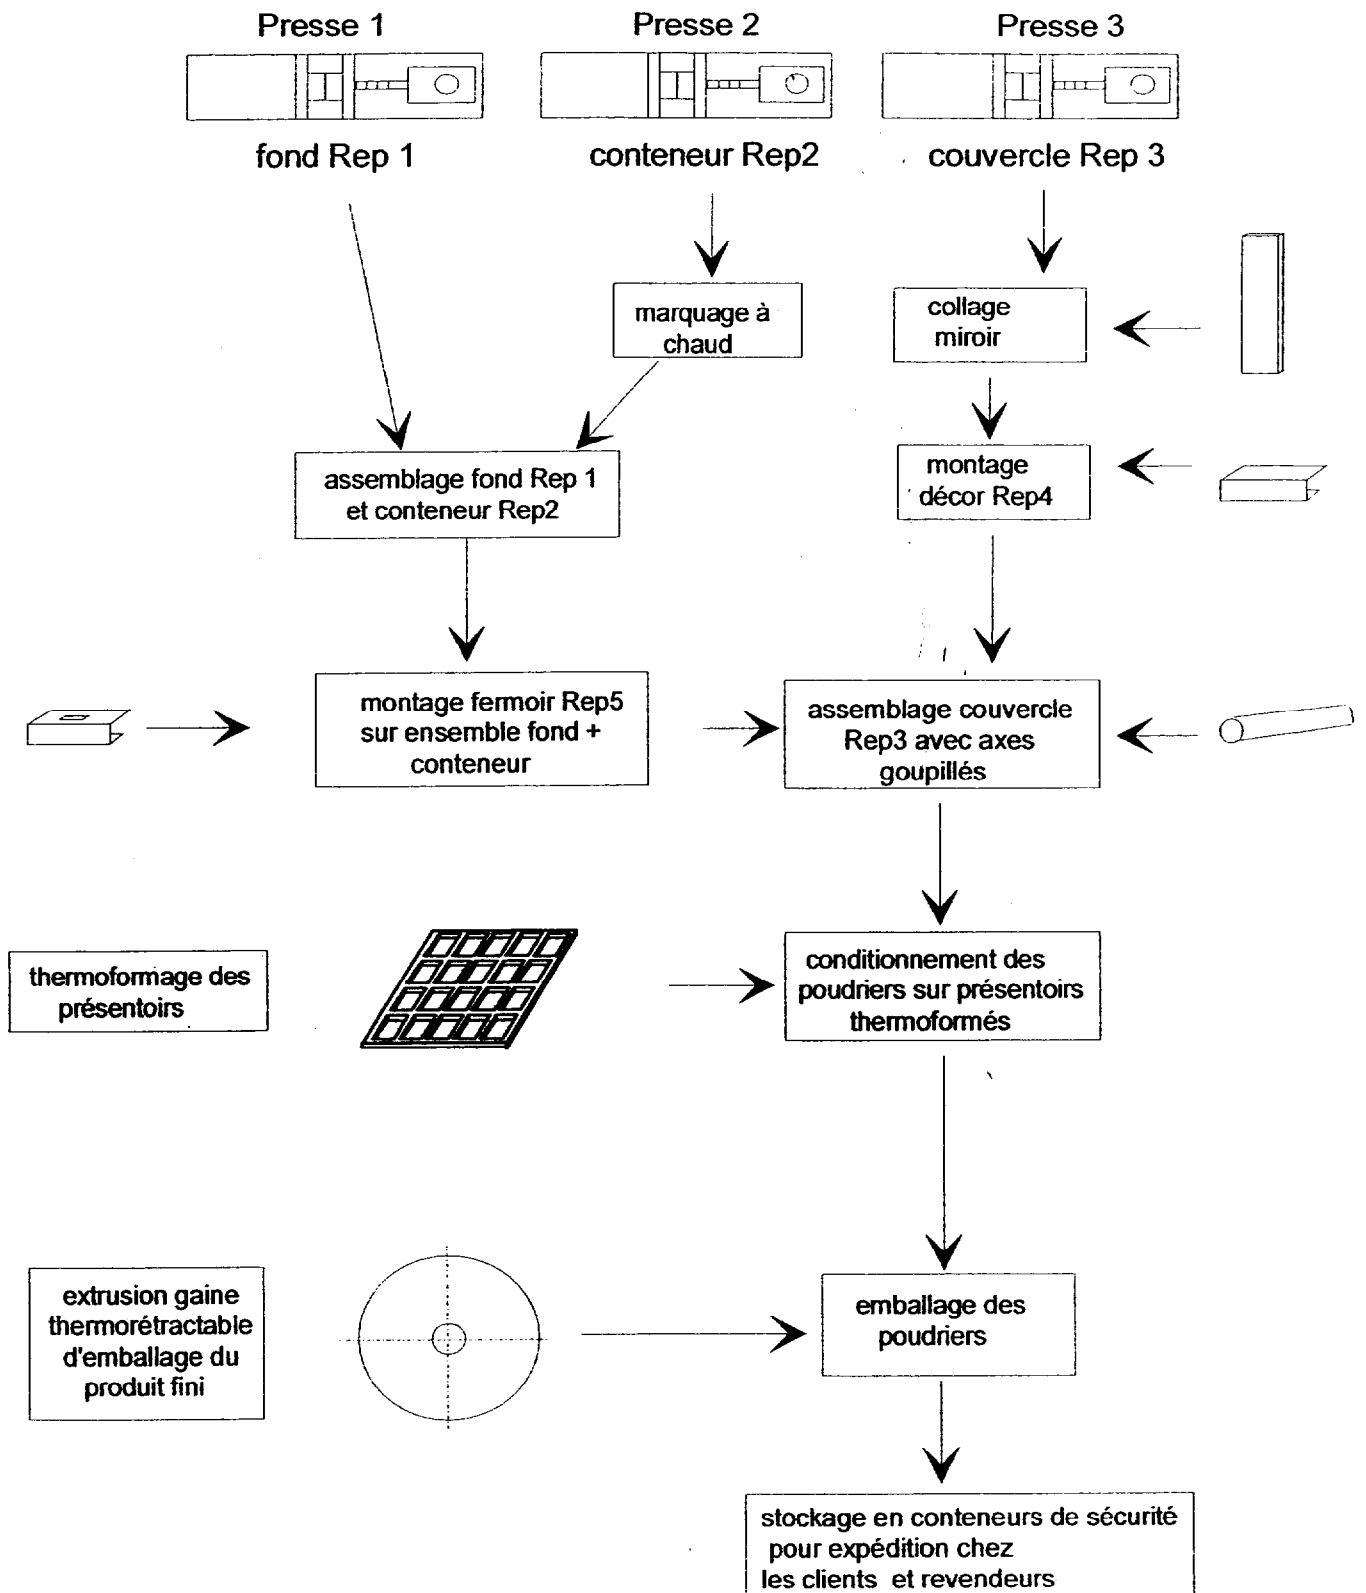 Presse 1
Presse 2
Presse 3
fond Rep 1
conteneur Rep2
couvercle Rep 3
marquage à
chaud
collage
miroir
assemblage fond Rep 1
et conteneur Rep2
montage
décor Rep4
montage fermoir Rep5
sur ensemble fond +
conteneur
assemblage couvercle
Rep3 avec axes
goupillés
thermoformage des
présentoirs
conditionnement des
poudriers sur présentoirs
thermoformés
extrusion gaine
thermorétractable
d'emballage du
produit fini
emballage des
poudriers
stockage en conteneurs de sécurité
pour expédition chez
les clients et revendeurs